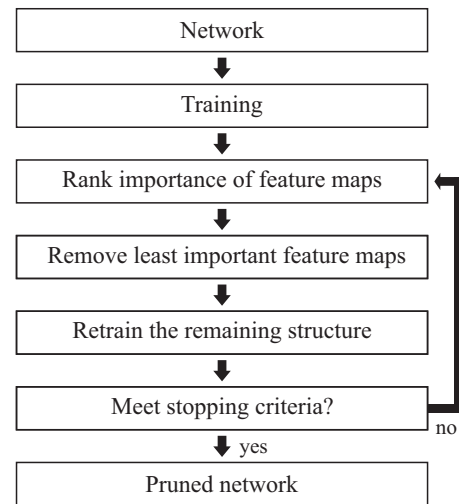 Network
Training
Rank importance of feature maps
Remove least important feature maps
Retrain the remaining structure
Meet stopping criteria?
no
yes
Pruned network